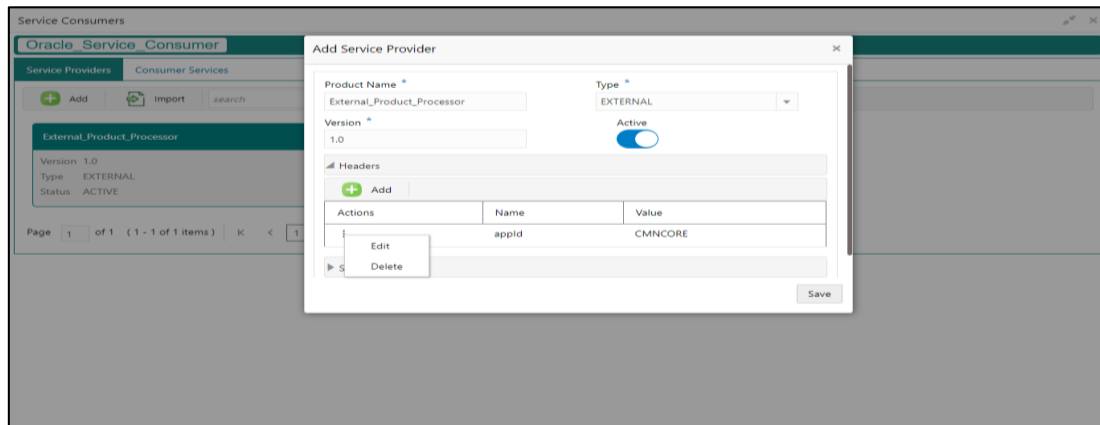 Service Consumers
Oracle_Service_Consumer
Service Providers Consumer Services
Add Import search
External_Product_Processor
Version 1.0
Type EXTERNAL
Status ACTIVE
Page 1 of 1 (1 - 1 of 1 items) 1
Add Service Provider
Product Name * Type *
External_Product_Processor EXTERNAL
Version * Active
1.0
Headers
Add
Actions Name Value
appId CMNCORE
Edit
Delete
S
Save